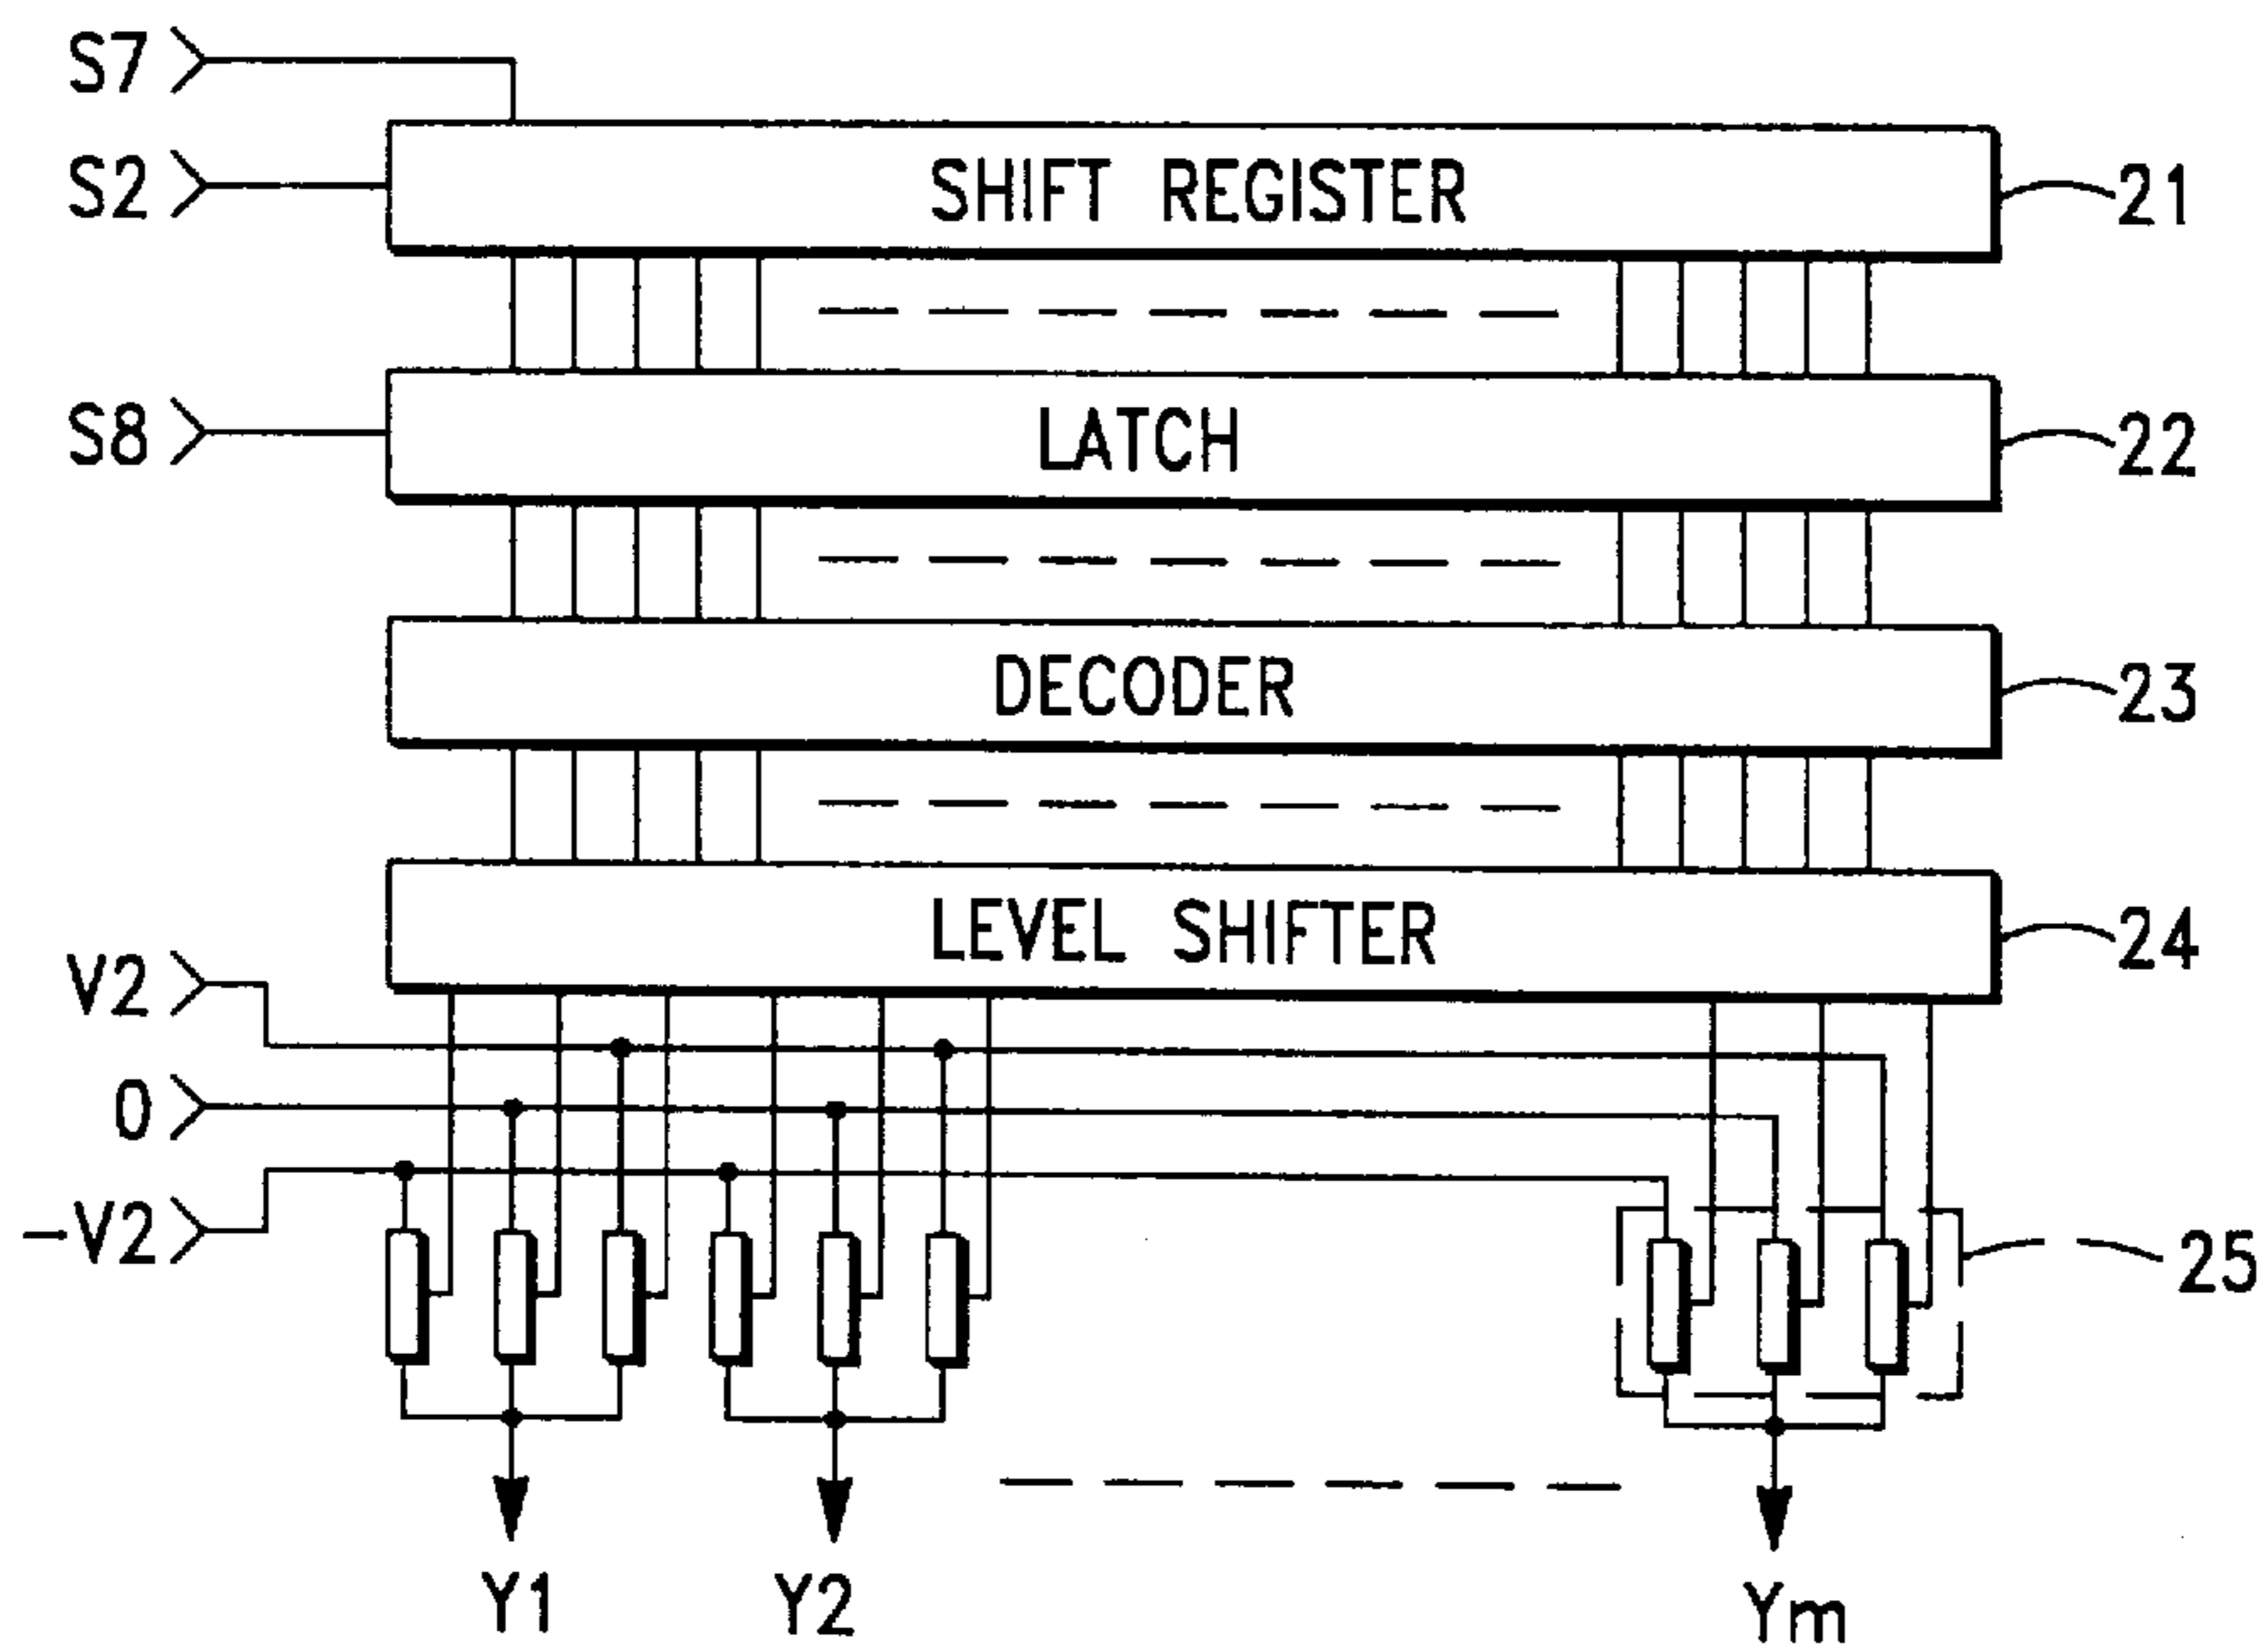 S7
S2
SHIFT REGISTER
21
S8
LATCH
22
DECODER
23
LEVEL SHIFTER
24
V2
0
-V2
25
Y1
Y2
Ym